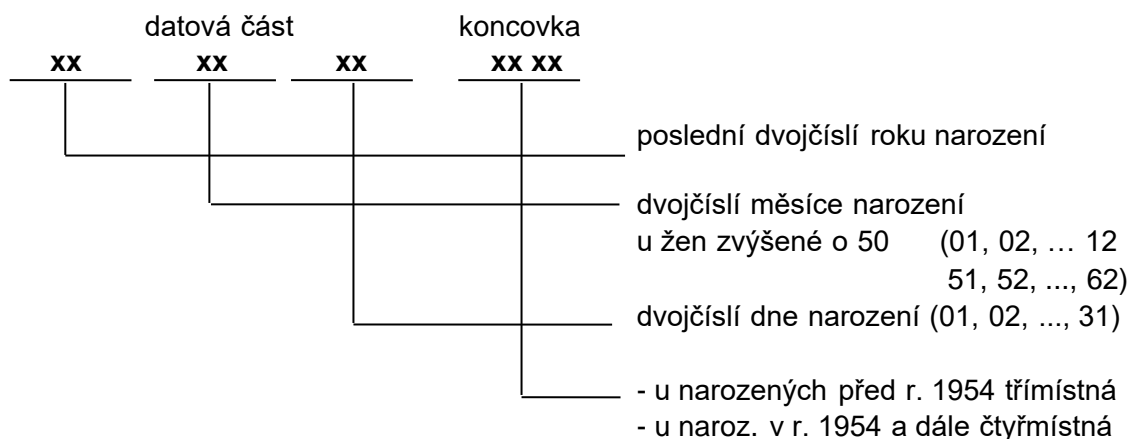 datová část koncovka
xx xx xx xx xx
poslední dvojčíslí roku narození
dvojčíslí měsíce narození
u žen zvýšené o 50 (01, 02, … 12
51, 52, ..., 62)
dvojčíslí dne narození (01, 02, ..., 31)
- u narozených před r. 1954 třímístná
- u naroz. v r. 1954 a dále čtyřmístná